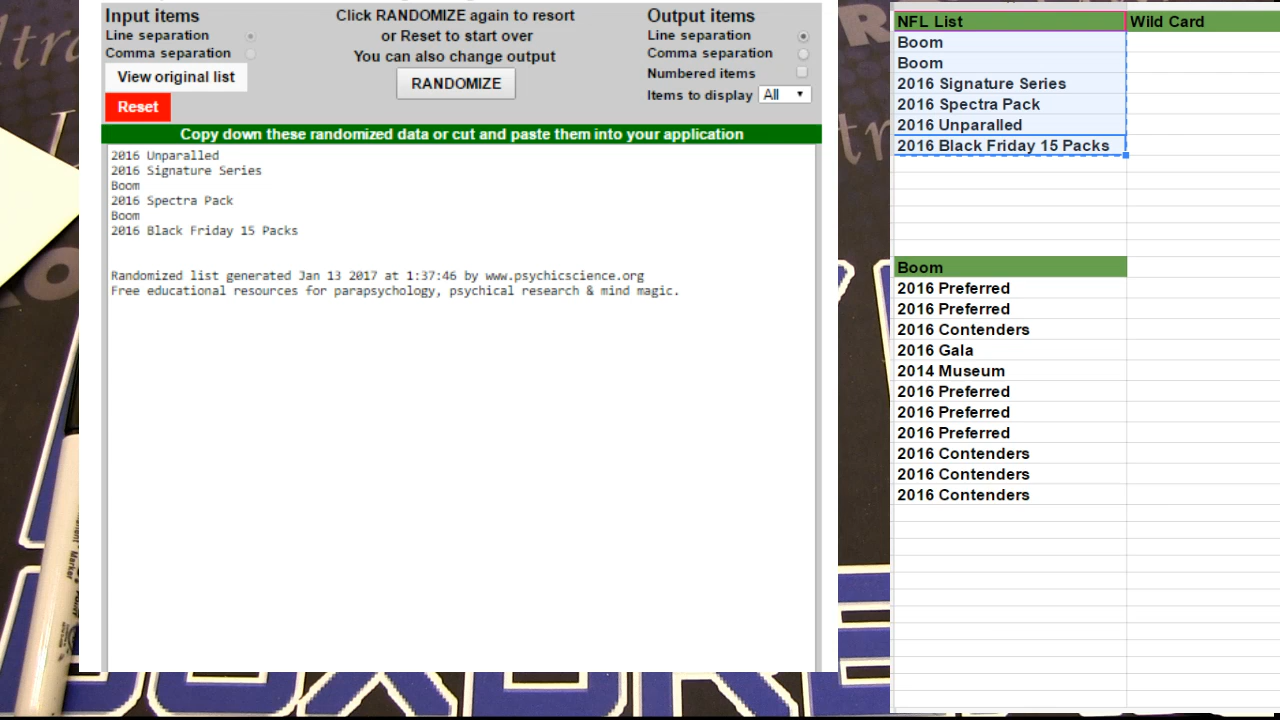 Input items
Line separation
Comma separation
View original list
Reset
Click RANDOMIZE again to resort
or Reset to start over
You can also change output
RANDOMIZE
Output items
Line separation
Comma separation
Numbered items
Items to display All
Copy down these randomized data or cut and paste them into your application
2016 Unparalled
2016 Signature Series
Boom
2016 Spectra Pack
Boom
2016 Black Friday 15 Packs
Randomized list generated Jan 13 2017 at 1:37:46 by www.psychicscience.org
Free educational resources for parapsychology, psychical research & mind magic.
NFL List Wild Card
Boom
Boom
2016 Signature Series
2016 Spectra Pack
2016 Unparalled
2016 Black Friday 15 Packs
Boom
2016 Preferred
2016 Preferred
2016 Contenders
2016 Gala
2014 Museum
2016 Preferred
2016 Preferred
2016 Preferred
2016 Contenders
2016 Contenders
2016 Contenders